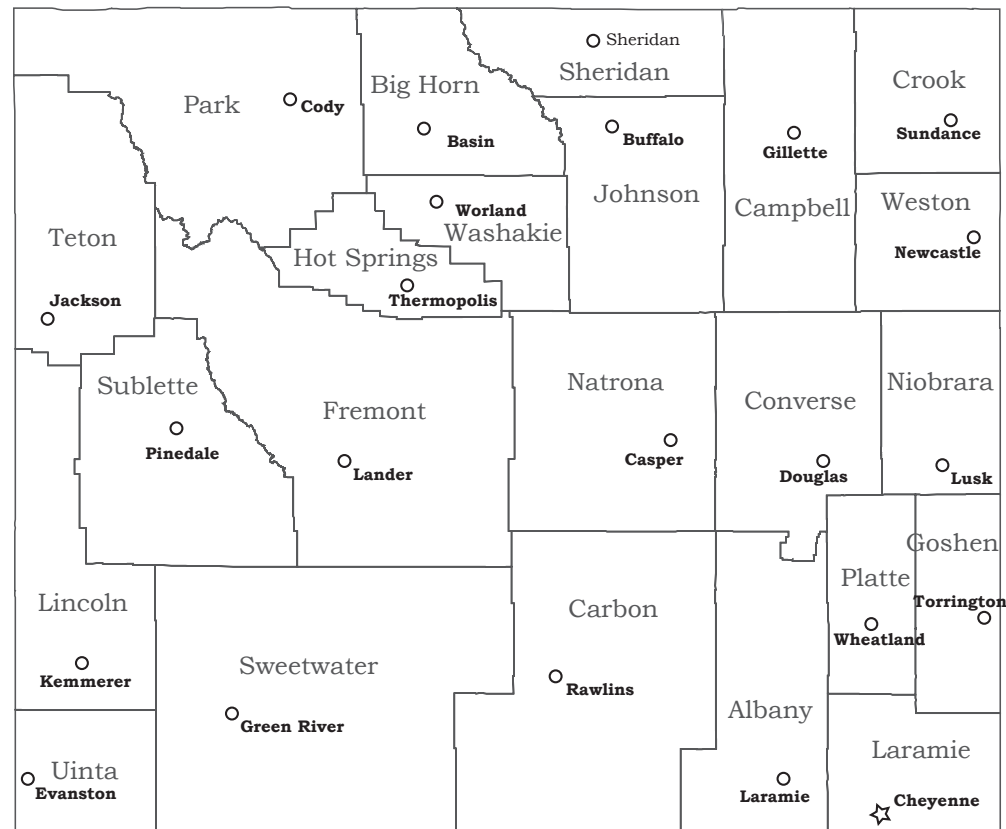 Sheridan
Sheridan
Park
Cody
Big Horn
Basin
Buffalo
Johnson
Gillette
Campbell
Crook
Sundance
Weston
Newcastle
Teton
Jackson
Hot Springs
Thermopolis
Worland
Washakie
Sublette
Pinedale
Fremont
Lander
Natrona
Casper
Converse
Douglas
Niobrara
Lusk
Lincoln
Kemmerer
Sweetwater
Green River
Carbon
Rawlins
Albany
Laramie
Platte
Wheatland
Goshen
Torrington
Uinta
Evanston
Laramie
Cheyenne